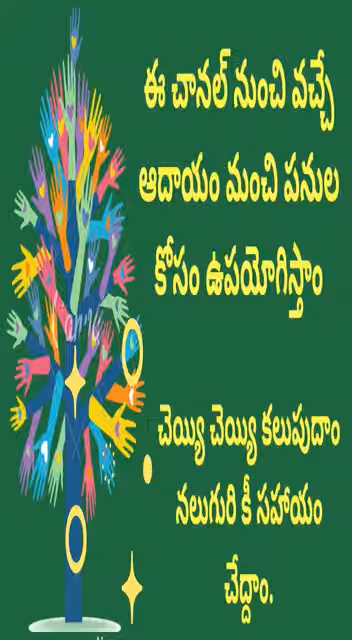 ఈ చానల్ నుంచి వచ్చే
ఆదాయం మంచి పనుల
కోసం ఉపయోగిస్తాం
చెయ్యి చెయ్యి కలుపుదాం
నలుగురి కీ సహాయం
చేద్దాం.